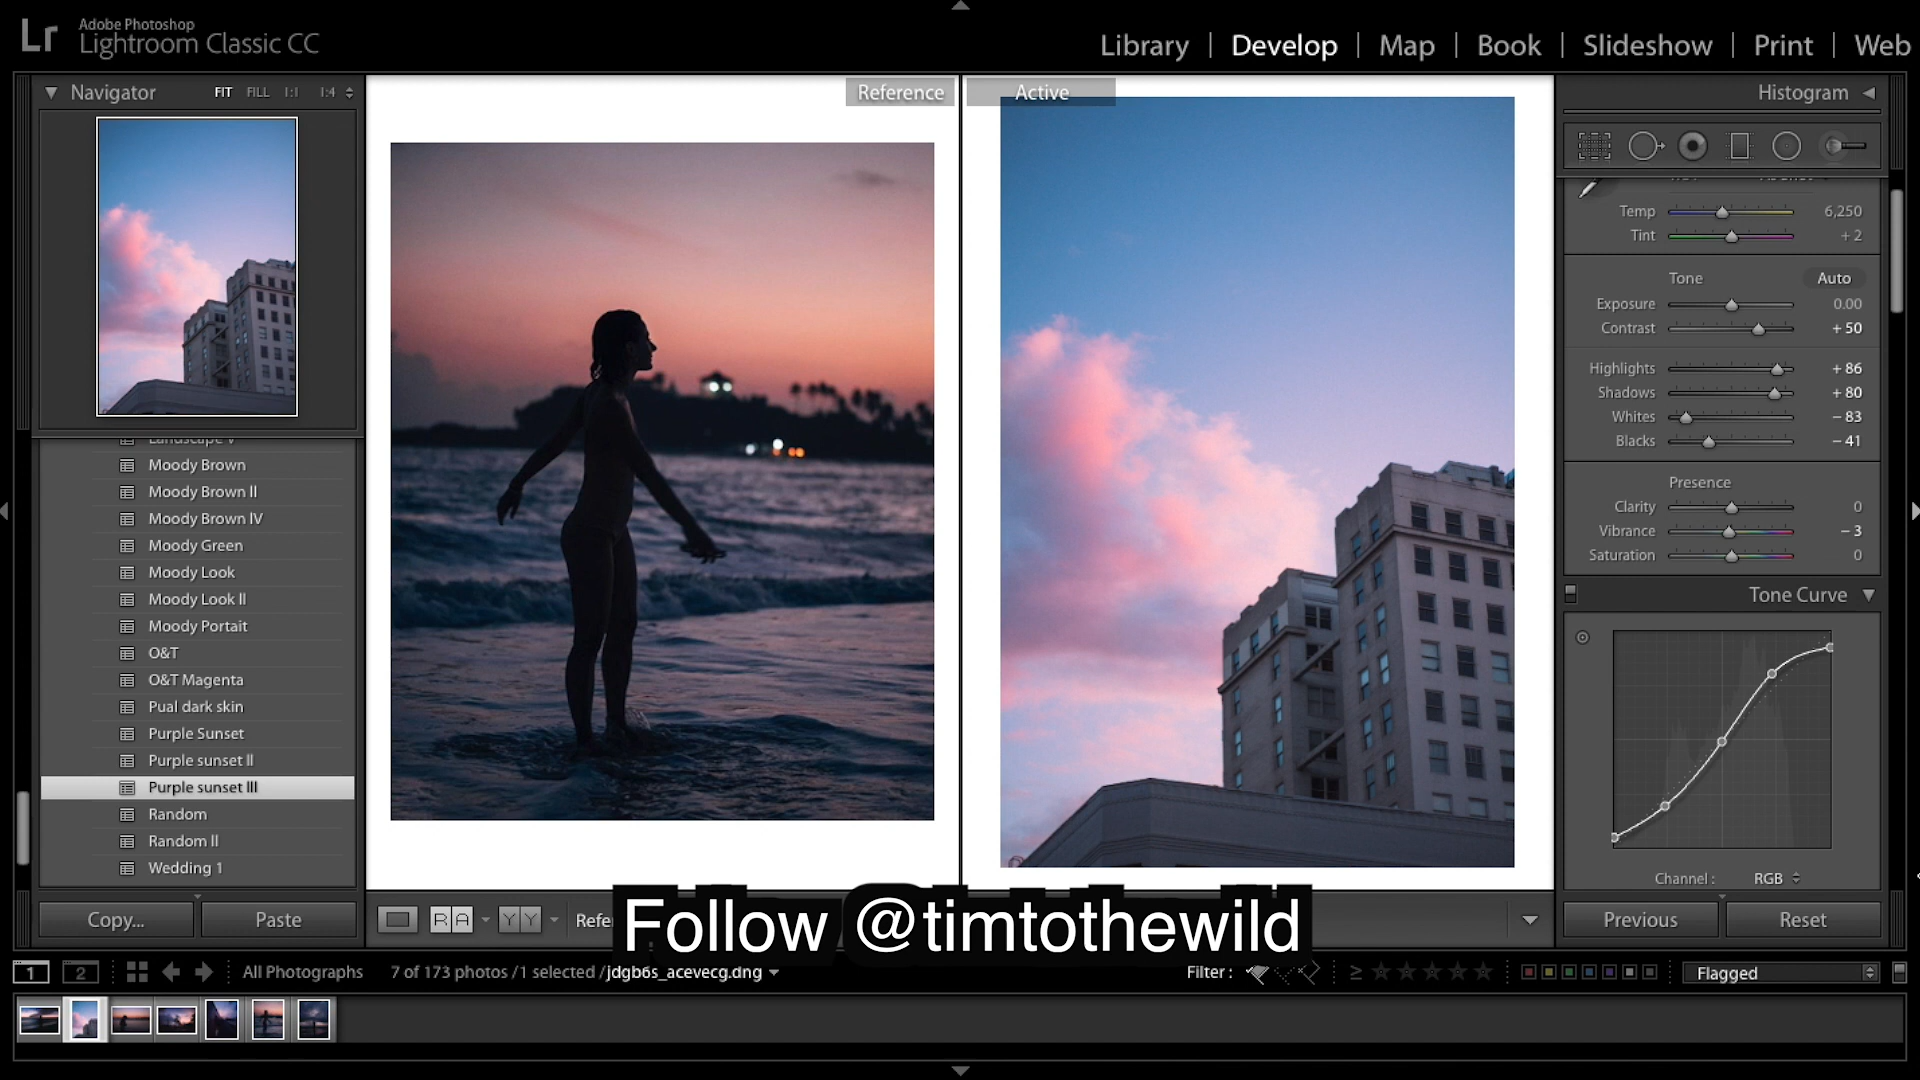 Lr
Adobe Photoshop
Lightroom Classic CC
Library | Develop | Map | Book | Slideshow | Print | Web
Navigator FIT FILL 1:1 1:4
Reference
Active
Histogram
Landscape V
Moody Brown
Moody Brown II
Moody Brown IV
Moody Green
Moody Look
Moody Look II
Moody Portait
O&T
O&T Magenta
Pual dark skin
Purple Sunset
Purple sunset II
Purple sunset III
Random
Random II
Wedding 1
Temp 6,250
Tint + 2
Tone Auto
Exposure 0.00
Contrast + 50
Highlights + 86
Shadows + 80
Whites − 83
Blacks − 41
Presence
Clarity 0
Vibrance − 3
Saturation 0
Tone Curve
Channel : RGB
Copy... Paste
R A Y Y
Follow @timtothewild
Previous Reset
1 2 All Photographs 7 of 173 photos /1 selected /jdgb6s_acevecg.dng
Filter : ≥ Flagged